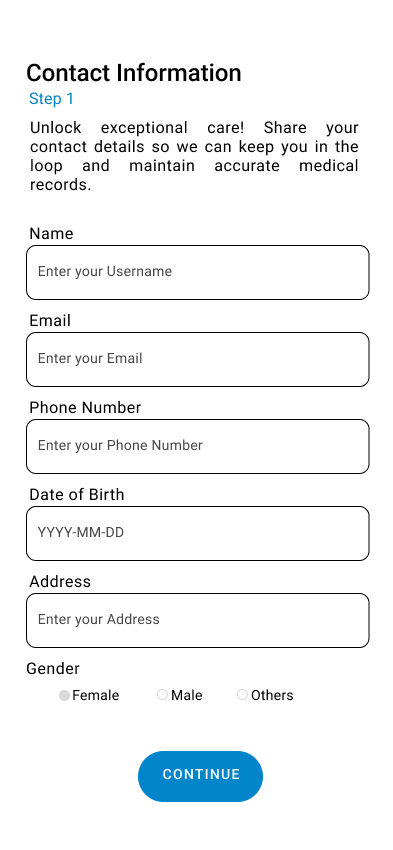 Contact Information
Step 1
Unlock exceptional care! Share your
contact details so we can keep you in the
loop and maintain accurate medical
records.
Name
Enter your Username
Email
Enter your Email
Phone Number
Enter your Phone Number
Date of Birth
YYYY-MM-DD
Address
Enter your Address
Gender
Female Male Others
CONTINUE